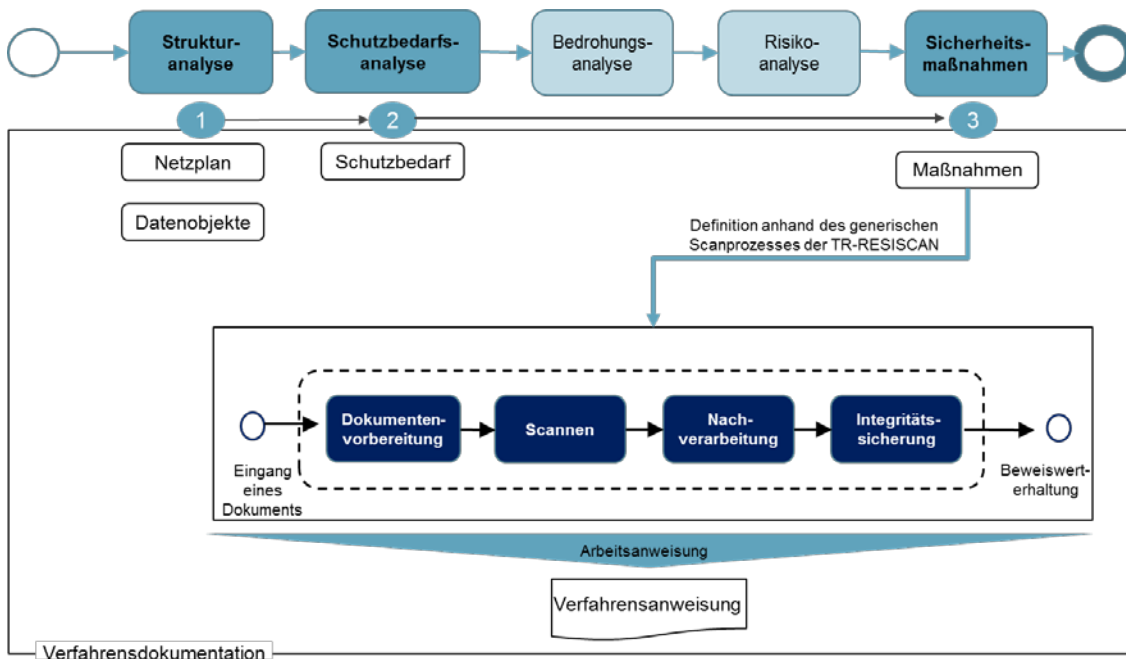 Struktur-
analyse
Schutzbedarfs-
analyse
Bedrohungs-
analyse
Risiko-
analyse
Sicherheits-
maßnahmen
1
2
3
Netzplan
Schutzbedarf
Maßnahmen
Datenobjekte
Definition anhand des generischen
Scanprozesses der TR-RESISCAN
Dokumenten-
vorbereitung
Scannen
Nach-
verarbeitung
Integritäts-
sicherung
Eingang
eines
Dokuments
Beweiswert-
erhaltung
Arbeitsanweisung
Verfahrensanweisung
Verfahrensdokumentation